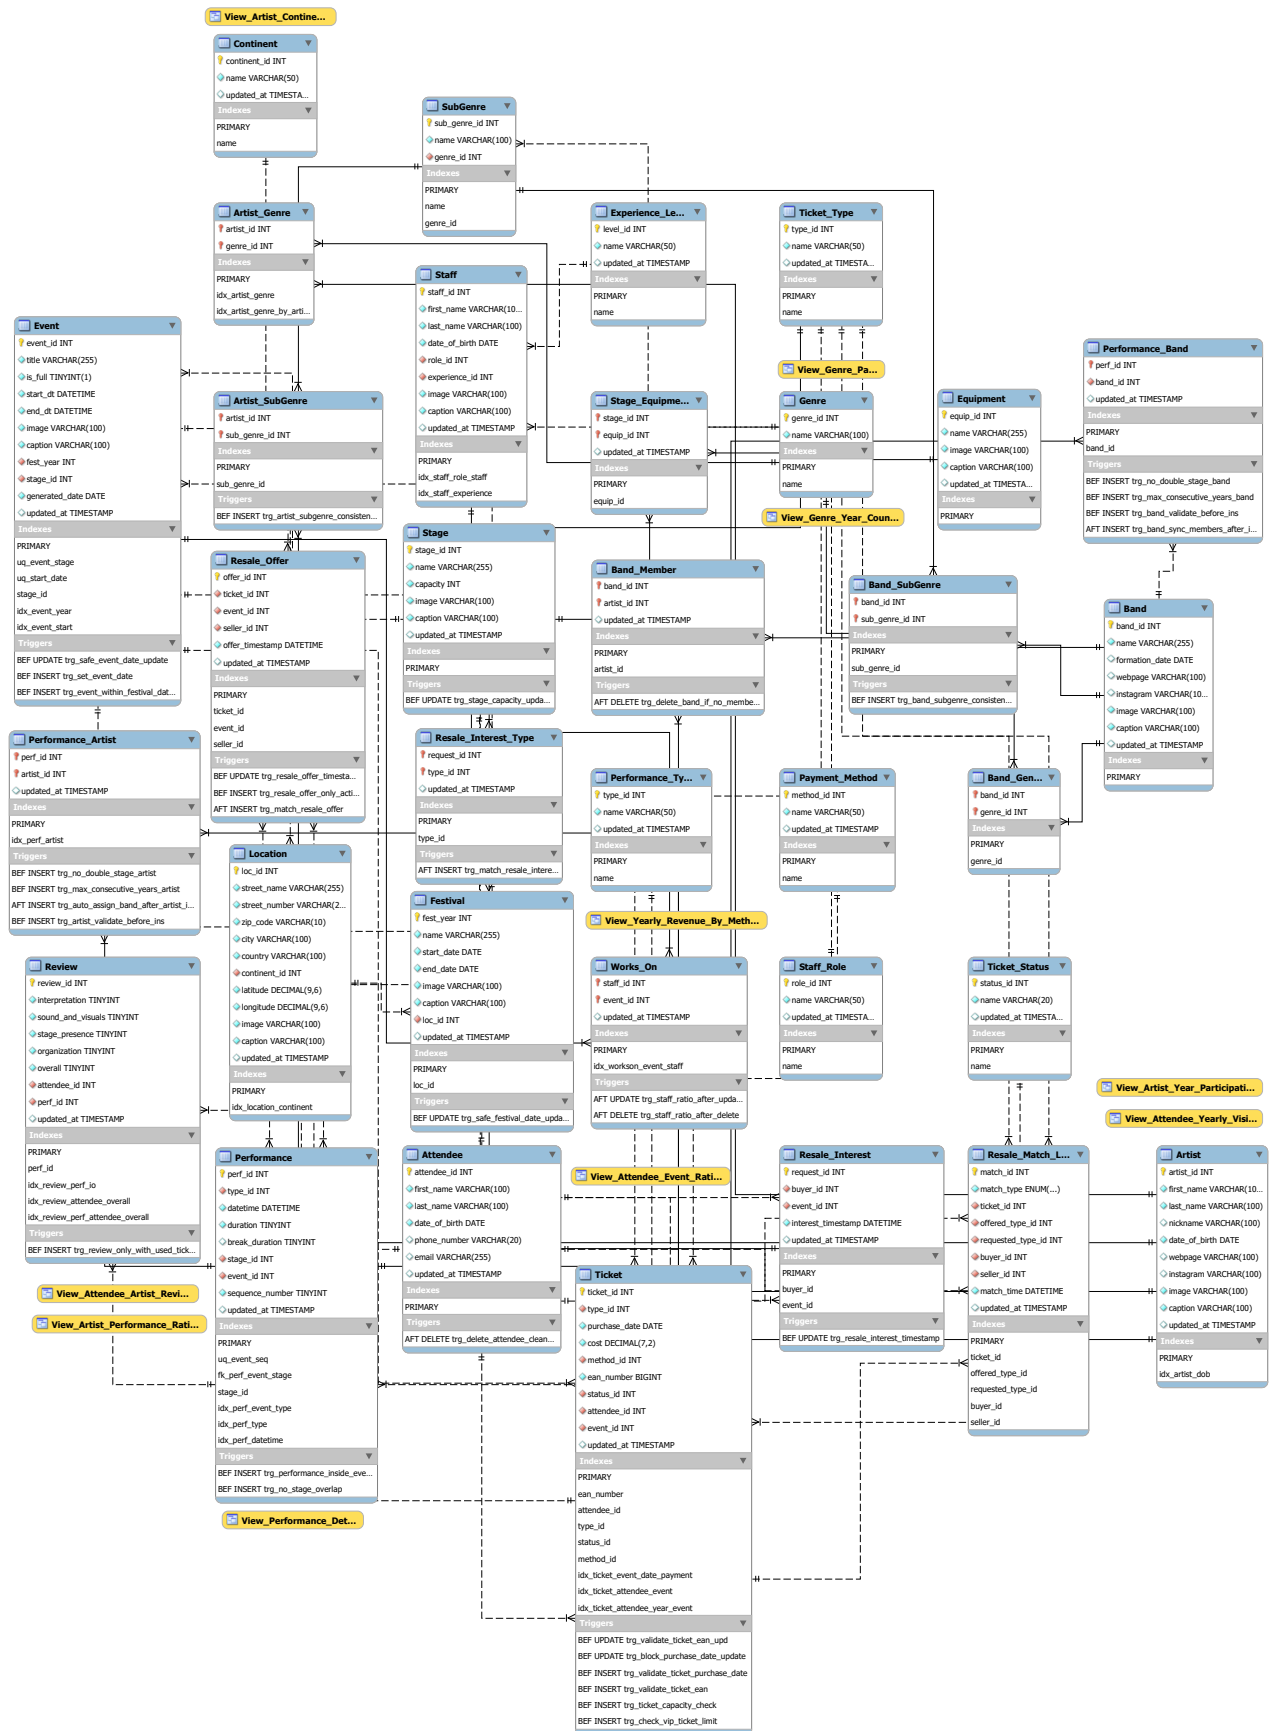 View_Artist_Contine...
Continent
continent_id INT
name VARCHAR(50)
updated_at TIMESTA...
Indexes
PRIMARY
name
SubGenre
sub_genre_id INT
name VARCHAR(100)
genre_id INT
Indexes
PRIMARY
name
genre_id
Artist_Genre
artist_id INT
genre_id INT
Indexes
PRIMARY
idx_artist_genre
idx_artist_genre_by_arti...
Experience_Le...
level_id INT
name VARCHAR(50)
updated_at TIMESTAMP
Indexes
PRIMARY
name
Ticket_Type
type_id INT
name VARCHAR(50)
updated_at TIMESTA...
Indexes
PRIMARY
name
Staff
staff_id INT
first_name VARCHAR(10...
last_name VARCHAR(100)
date_of_birth DATE
role_id INT
experience_id INT
image VARCHAR(100)
caption VARCHAR(100)
updated_at TIMESTAMP
Indexes
PRIMARY
idx_staff_role_staff
idx_staff_experience
Event
event_id INT
title VARCHAR(255)
is_full TINYINT(1)
start_dt DATETIME
end_dt DATETIME
image VARCHAR(100)
caption VARCHAR(100)
fest_year INT
stage_id INT
generated_date DATE
updated_at TIMESTAMP
Indexes
PRIMARY
uq_event_stage
uq_start_date
stage_id
idx_event_year
idx_event_start
Triggers
BEF UPDATE trg_safe_event_date_update
BEF INSERT trg_set_event_date
BEF INSERT trg_event_within_festival_dat...
Performance_Band
perf_id INT
band_id INT
updated_at TIMESTAMP
Indexes
PRIMARY
band_id
Triggers
BEF INSERT trg_no_double_stage_band
BEF INSERT trg_max_consecutive_years_band
BEF INSERT trg_band_validate_before_ins
AFT INSERT trg_band_sync_members_after_i...
View_Genre_Pa...
Artist_SubGenre
artist_id INT
sub_genre_id INT
Indexes
PRIMARY
sub_genre_id
Triggers
BEF INSERT trg_artist_subgenre_consisten...
Stage_Equipme...
stage_id INT
equip_id INT
updated_at TIMESTAMP
Indexes
PRIMARY
equip_id
Genre
genre_id INT
name VARCHAR(100)
Indexes
PRIMARY
name
Equipment
equip_id INT
name VARCHAR(255)
image VARCHAR(100)
caption VARCHAR(100)
updated_at TIMESTA...
Indexes
PRIMARY
View_Genre_Year_Coun...
Stage
stage_id INT
name VARCHAR(255)
capacity INT
image VARCHAR(100)
caption VARCHAR(100)
updated_at TIMESTAMP
Indexes
PRIMARY
Triggers
BEF UPDATE trg_stage_capacity_upda...
Resale_Offer
offer_id INT
ticket_id INT
event_id INT
seller_id INT
offer_timestamp DATETIME
updated_at TIMESTAMP
Indexes
PRIMARY
ticket_id
event_id
seller_id
Triggers
BEF UPDATE trg_resale_offer_timesta...
BEF INSERT trg_resale_offer_only_acti...
AFT INSERT trg_match_resale_offer
Band_Member
band_id INT
artist_id INT
updated_at TIMESTAMP
Indexes
PRIMARY
artist_id
Triggers
AFT DELETE trg_delete_band_if_no_membe...
Band_SubGenre
band_id INT
sub_genre_id INT
Indexes
PRIMARY
sub_genre_id
Triggers
BEF INSERT trg_band_subgenre_consisten...
Band
band_id INT
name VARCHAR(255)
formation_date DATE
webpage VARCHAR(100)
instagram VARCHAR(10...
image VARCHAR(100)
caption VARCHAR(100)
updated_at TIMESTAMP
Indexes
PRIMARY
Performance_Artist
perf_id INT
artist_id INT
updated_at TIMESTAMP
Indexes
PRIMARY
idx_perf_artist
Triggers
BEF INSERT trg_no_double_stage_artist
BEF INSERT trg_max_consecutive_years_artist
AFT INSERT trg_auto_assign_band_after_artist_i...
BEF INSERT trg_artist_validate_before_ins
Resale_Interest_Type
request_id INT
type_id INT
updated_at TIMESTAMP
Indexes
PRIMARY
type_id
Triggers
AFT INSERT trg_match_resale_intere...
Performance_Ty...
type_id INT
name VARCHAR(50)
updated_at TIMESTAMP
Indexes
PRIMARY
name
Payment_Method
method_id INT
name VARCHAR(50)
updated_at TIMESTAMP
Indexes
PRIMARY
name
Band_Gen...
band_id INT
genre_id INT
Indexes
PRIMARY
genre_id
Location
loc_id INT
street_name VARCHAR(255)
street_number VARCHAR(2...
zip_code VARCHAR(10)
city VARCHAR(100)
country VARCHAR(100)
continent_id INT
latitude DECIMAL(9,6)
longitude DECIMAL(9,6)
image VARCHAR(100)
caption VARCHAR(100)
updated_at TIMESTAMP
Indexes
PRIMARY
idx_location_continent
Festival
fest_year INT
name VARCHAR(255)
start_date DATE
end_date DATE
image VARCHAR(100)
caption VARCHAR(100)
loc_id INT
updated_at TIMESTAMP
Indexes
PRIMARY
loc_id
Triggers
BEF UPDATE trg_safe_festival_date_upda...
View_Yearly_Revenue_By_Meth...
Review
review_id INT
interpretation TINYINT
sound_and_visuals TINYINT
stage_presence TINYINT
organization TINYINT
overall TINYINT
attendee_id INT
perf_id INT
updated_at TIMESTAMP
Indexes
PRIMARY
perf_id
idx_review_perf_io
idx_review_attendee_overall
idx_review_perf_attendee_overall
Triggers
BEF INSERT trg_review_only_with_used_tick...
Works_On
staff_id INT
event_id INT
updated_at TIMESTAMP
Indexes
PRIMARY
idx_workson_event_staff
Triggers
AFT UPDATE trg_staff_ratio_after_upda...
AFT DELETE trg_staff_ratio_after_delete
Staff_Role
role_id INT
name VARCHAR(50)
updated_at TIMESTA...
Indexes
PRIMARY
name
Ticket_Status
status_id INT
name VARCHAR(20)
updated_at TIMESTA...
Indexes
PRIMARY
name
View_Artist_Year_Participati...
View_Attendee_Yearly_Visi...
Performance
perf_id INT
type_id INT
datetime DATETIME
duration TINYINT
break_duration TINYINT
stage_id INT
event_id INT
sequence_number TINYINT
updated_at TIMESTAMP
Indexes
PRIMARY
uq_event_seq
fk_perf_event_stage
stage_id
idx_perf_event_type
idx_perf_type
idx_perf_datetime
Triggers
BEF INSERT trg_performance_inside_eve...
BEF INSERT trg_no_stage_overlap
Attendee
attendee_id INT
first_name VARCHAR(100)
last_name VARCHAR(100)
date_of_birth DATE
phone_number VARCHAR(20)
email VARCHAR(255)
updated_at TIMESTAMP
Indexes
PRIMARY
Triggers
AFT DELETE trg_delete_attendee_clean...
View_Attendee_Event_Rati...
Resale_Interest
request_id INT
buyer_id INT
event_id INT
interest_timestamp DATETIME
updated_at TIMESTAMP
Indexes
PRIMARY
buyer_id
event_id
Triggers
BEF UPDATE trg_resale_interest_timestamp
Resale_Match_L...
match_id INT
match_type ENUM(...)
ticket_id INT
offered_type_id INT
requested_type_id INT
buyer_id INT
seller_id INT
match_time DATETIME
updated_at TIMESTAMP
Indexes
PRIMARY
ticket_id
offered_type_id
requested_type_id
buyer_id
seller_id
Artist
artist_id INT
first_name VARCHAR(10...
last_name VARCHAR(100)
nickname VARCHAR(100)
date_of_birth DATE
webpage VARCHAR(100)
instagram VARCHAR(100)
image VARCHAR(100)
caption VARCHAR(100)
updated_at TIMESTAMP
Indexes
PRIMARY
idx_artist_dob
View_Attendee_Artist_Revi...
View_Artist_Performance_Rati...
View_Performance_Det...
Ticket
ticket_id INT
type_id INT
purchase_date DATE
cost DECIMAL(7,2)
method_id INT
ean_number BIGINT
status_id INT
attendee_id INT
event_id INT
updated_at TIMESTAMP
Indexes
PRIMARY
ean_number
attendee_id
type_id
status_id
method_id
idx_ticket_event_date_payment
idx_ticket_attendee_event
idx_ticket_attendee_year_event
Triggers
BEF UPDATE trg_validate_ticket_ean_upd
BEF UPDATE trg_block_purchase_date_update
BEF INSERT trg_validate_ticket_purchase_date
BEF INSERT trg_validate_ticket_ean
BEF INSERT trg_ticket_capacity_check
BEF INSERT trg_check_vip_ticket_limit